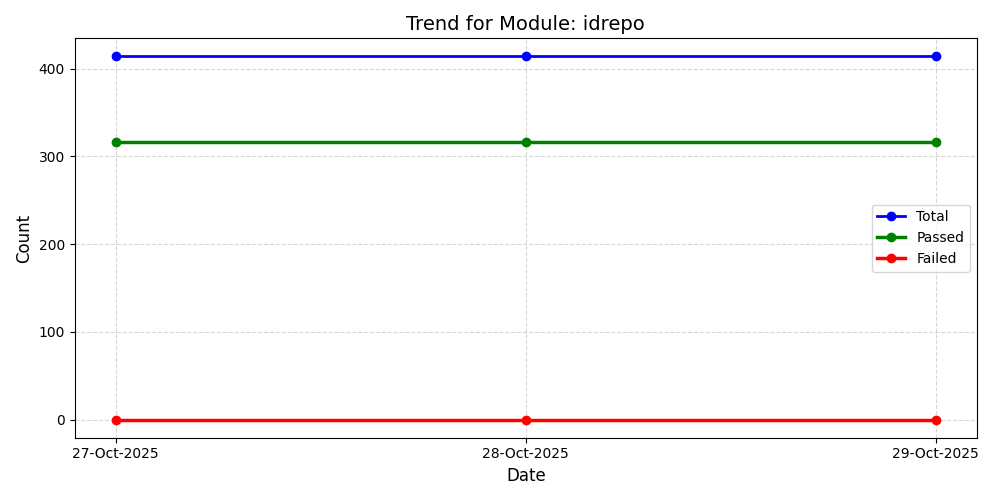 Trend for Module: idrepo
400
300
200
100
0
Count
Total
Passed
Failed
27-Oct-2025
28-Oct-2025
29-Oct-2025
Date